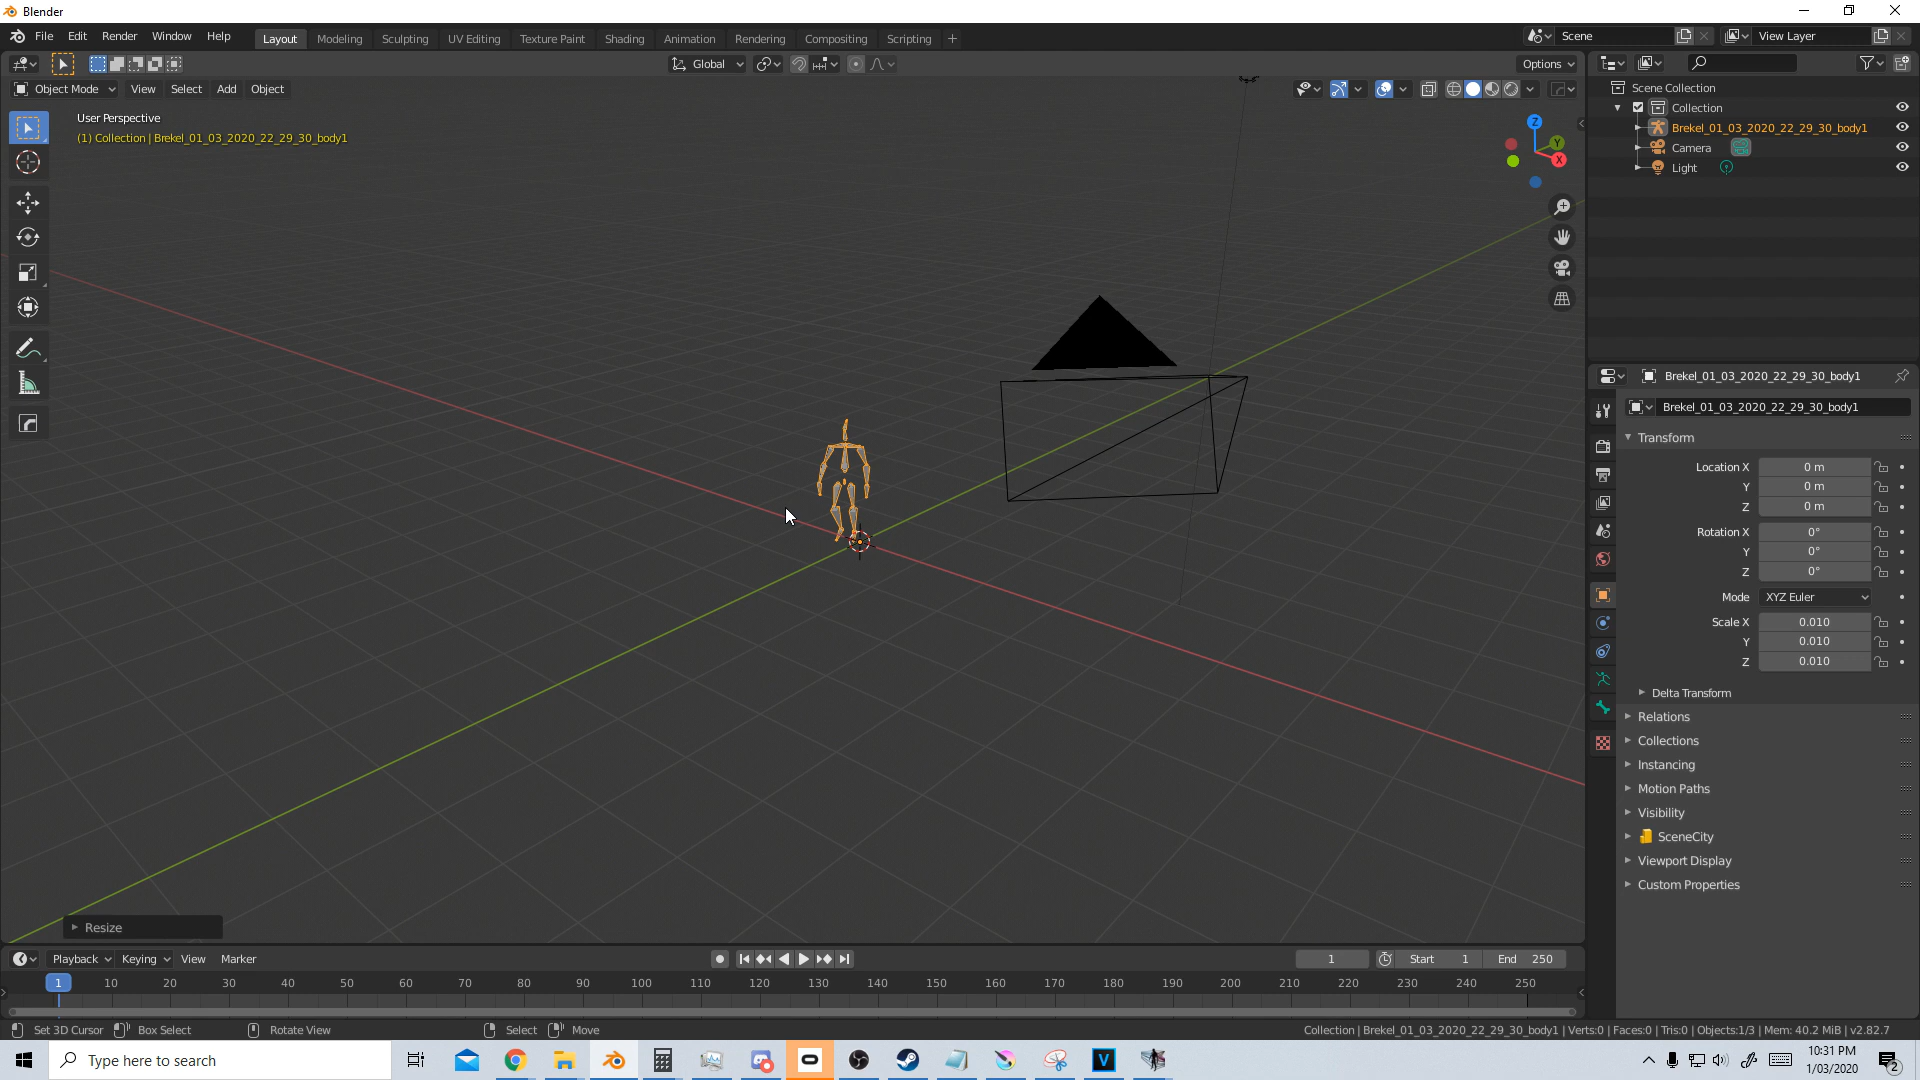 Blender
File Edit Render Window Help
Layout Modeling Sculpting UV Editing Texture Paint Shading Animation Rendering Compositing Scripting +
Scene
View Layer
Global
Options
Object Mode View Select Add Object
User Perspective
(1) Collection | Brekel_01_03_2020_22_29_30_body1
Z
Y
X
Scene Collection
Collection
Brekel_01_03_2020_22_29_30_body1
Camera
Light
Brekel_01_03_2020_22_29_30_body1
Brekel_01_03_2020_22_29_30_body1
Transform
Location X 0 m
Y 0 m
Z 0 m
Rotation X 0°
Y 0°
Z 0°
Mode XYZ Euler
Scale X 0.010
Y 0.010
Z 0.010
Delta Transform
Relations
Collections
Instancing
Motion Paths
Visibility
SceneCity
Viewport Display
Custom Properties
Resize
Playback Keying View Marker
1 Start 1 End 250
1 10 20 30 40 50 60 70 80 90 100 110 120 130 140 150 160 170 180 190 200 210 220 230 240 250
Set 3D Cursor Box Select Rotate View Select Move
Collection | Brekel_01_03_2020_22_29_30_body1 | Verts:0 | Faces:0 | Tris:0 | Objects:1/3 | Mem: 40.2 MiB | v2.82.7
Type here to search
V
10:31 PM
1/03/2020
2